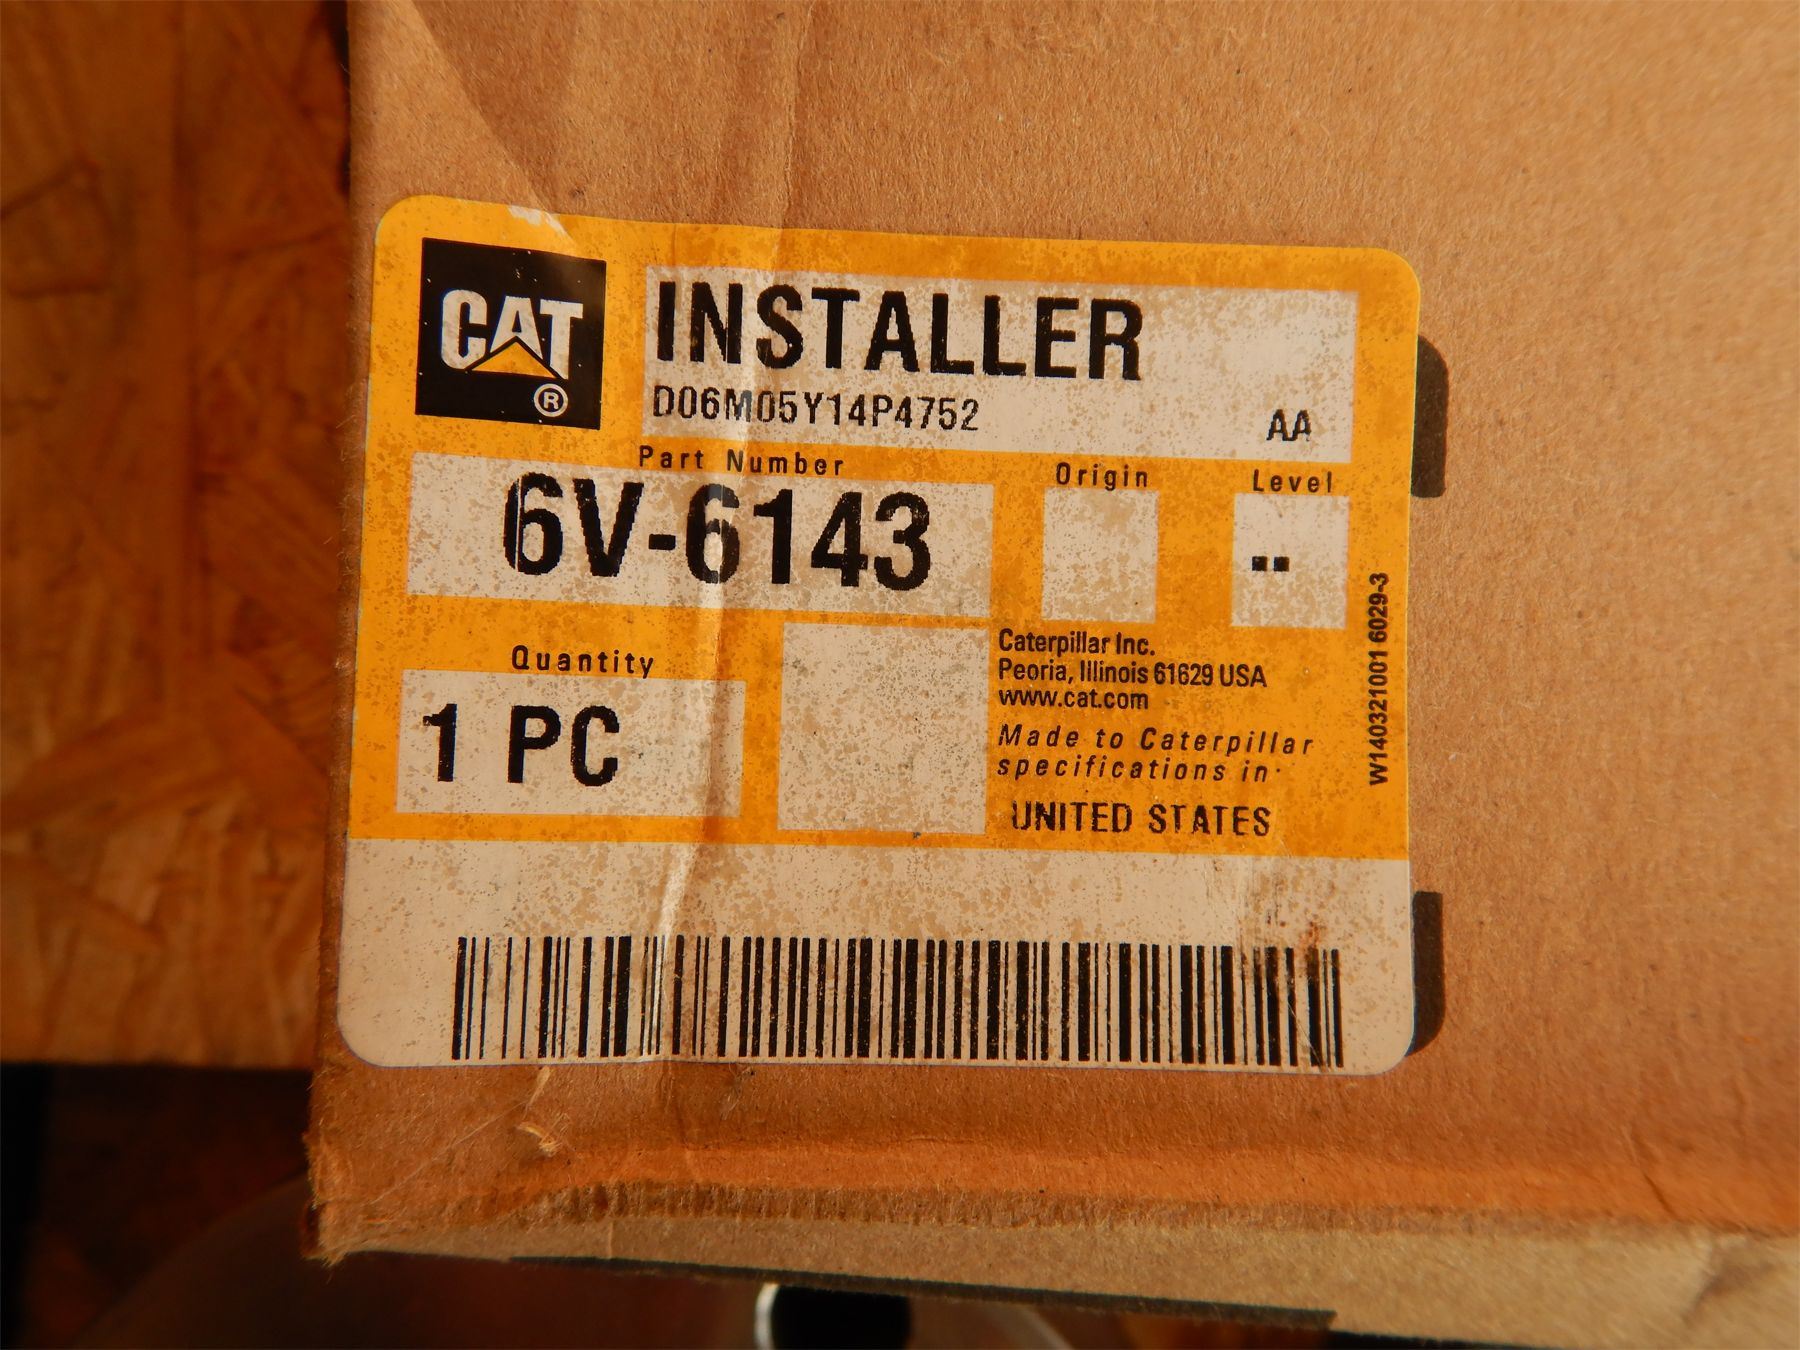 CAT
®
INSTALLER
D06M05Y14P4752 AA
Part Number Origin Level
6V-6143 --
Quantity
1 PC
Caterpillar Inc.
Peoria, Illinois 61629 USA
www.cat.com
Made to Caterpillar
specifications in:
UNITED STATES
W140321001 6029-3